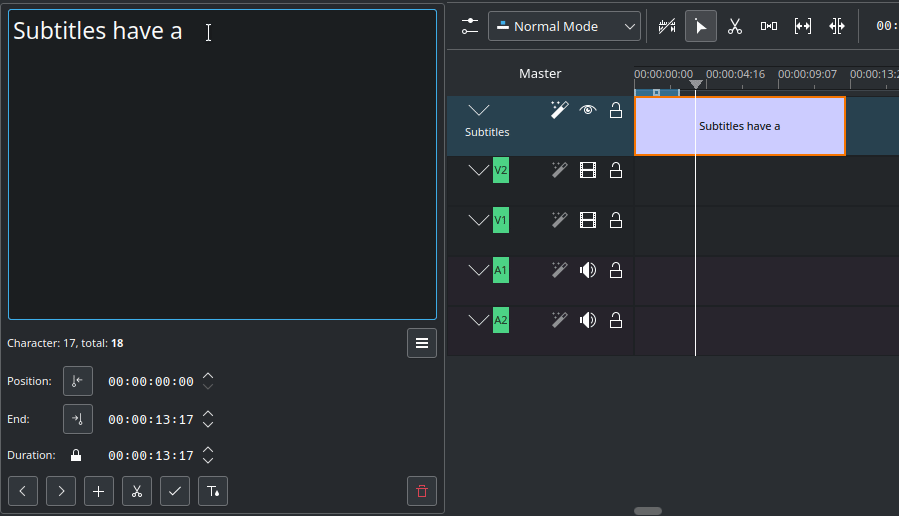 Subtitles have a
Character: 17, total: 18
Position: 00:00:00:00
End: 00:00:13:17
Duration: 00:00:13:17
Normal Mode
00:
Master
00:00:00:00 00:00:04:16 00:00:09:07 00:00:13:2
Subtitles
Subtitles have a
V2
V1
A1
A2